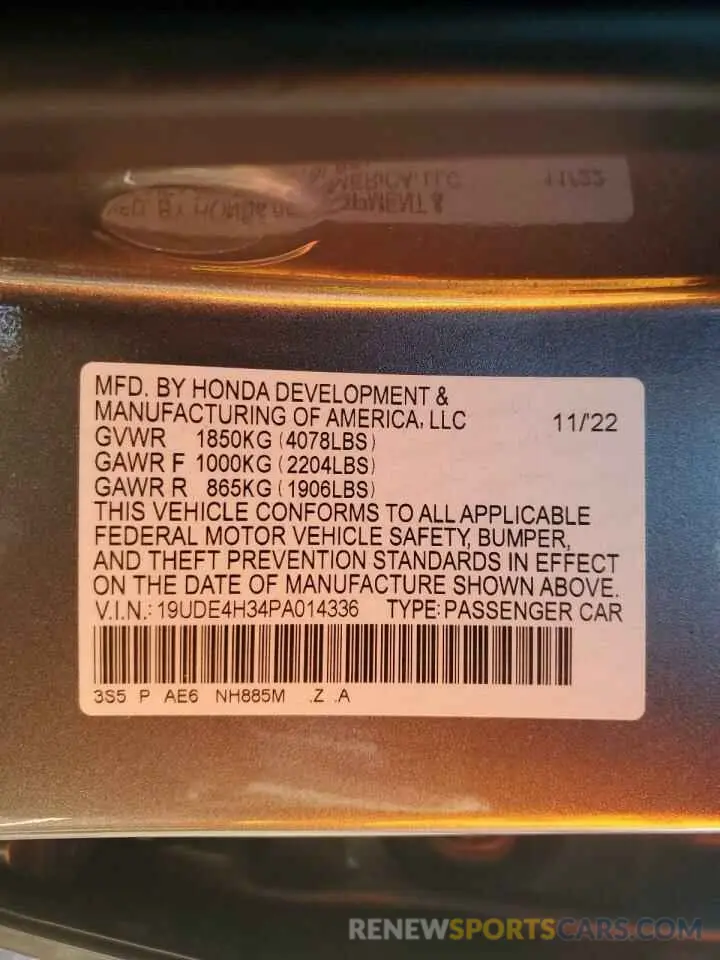 MFD. BY HONDA DEVELOPMENT &
MANUFACTURING OF AMERICA, LLC 11/'22
GVWR 1850KG (4078LBS)
GAWR F 1000KG (2204LBS)
GAWR R 865KG (1906LBS)
THIS VEHICLE CONFORMS TO ALL APPLICABLE
FEDERAL MOTOR VEHICLE SAFETY, BUMPER,
AND THEFT PREVENTION STANDARDS IN EFFECT
ON THE DATE OF MANUFACTURE SHOWN ABOVE.
V.I.N.: 19UDE4H34PA014336 TYPE: PASSENGER CAR
3S5 P AE6 NH885M .Z .A
RENEWSPORTSCARS.COM